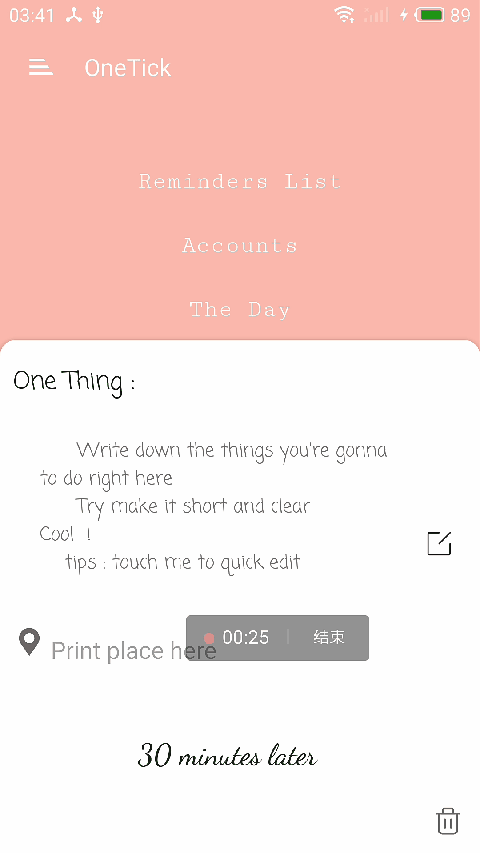 03:41
89
OneTick
Reminders List
Accounts
The Day
One Thing :
Write down the things you're gonna
to do right here
Try make it short and clear
Cool !
tips : touch me to quick edit
00:25
结束
Print place here
30 minutes later